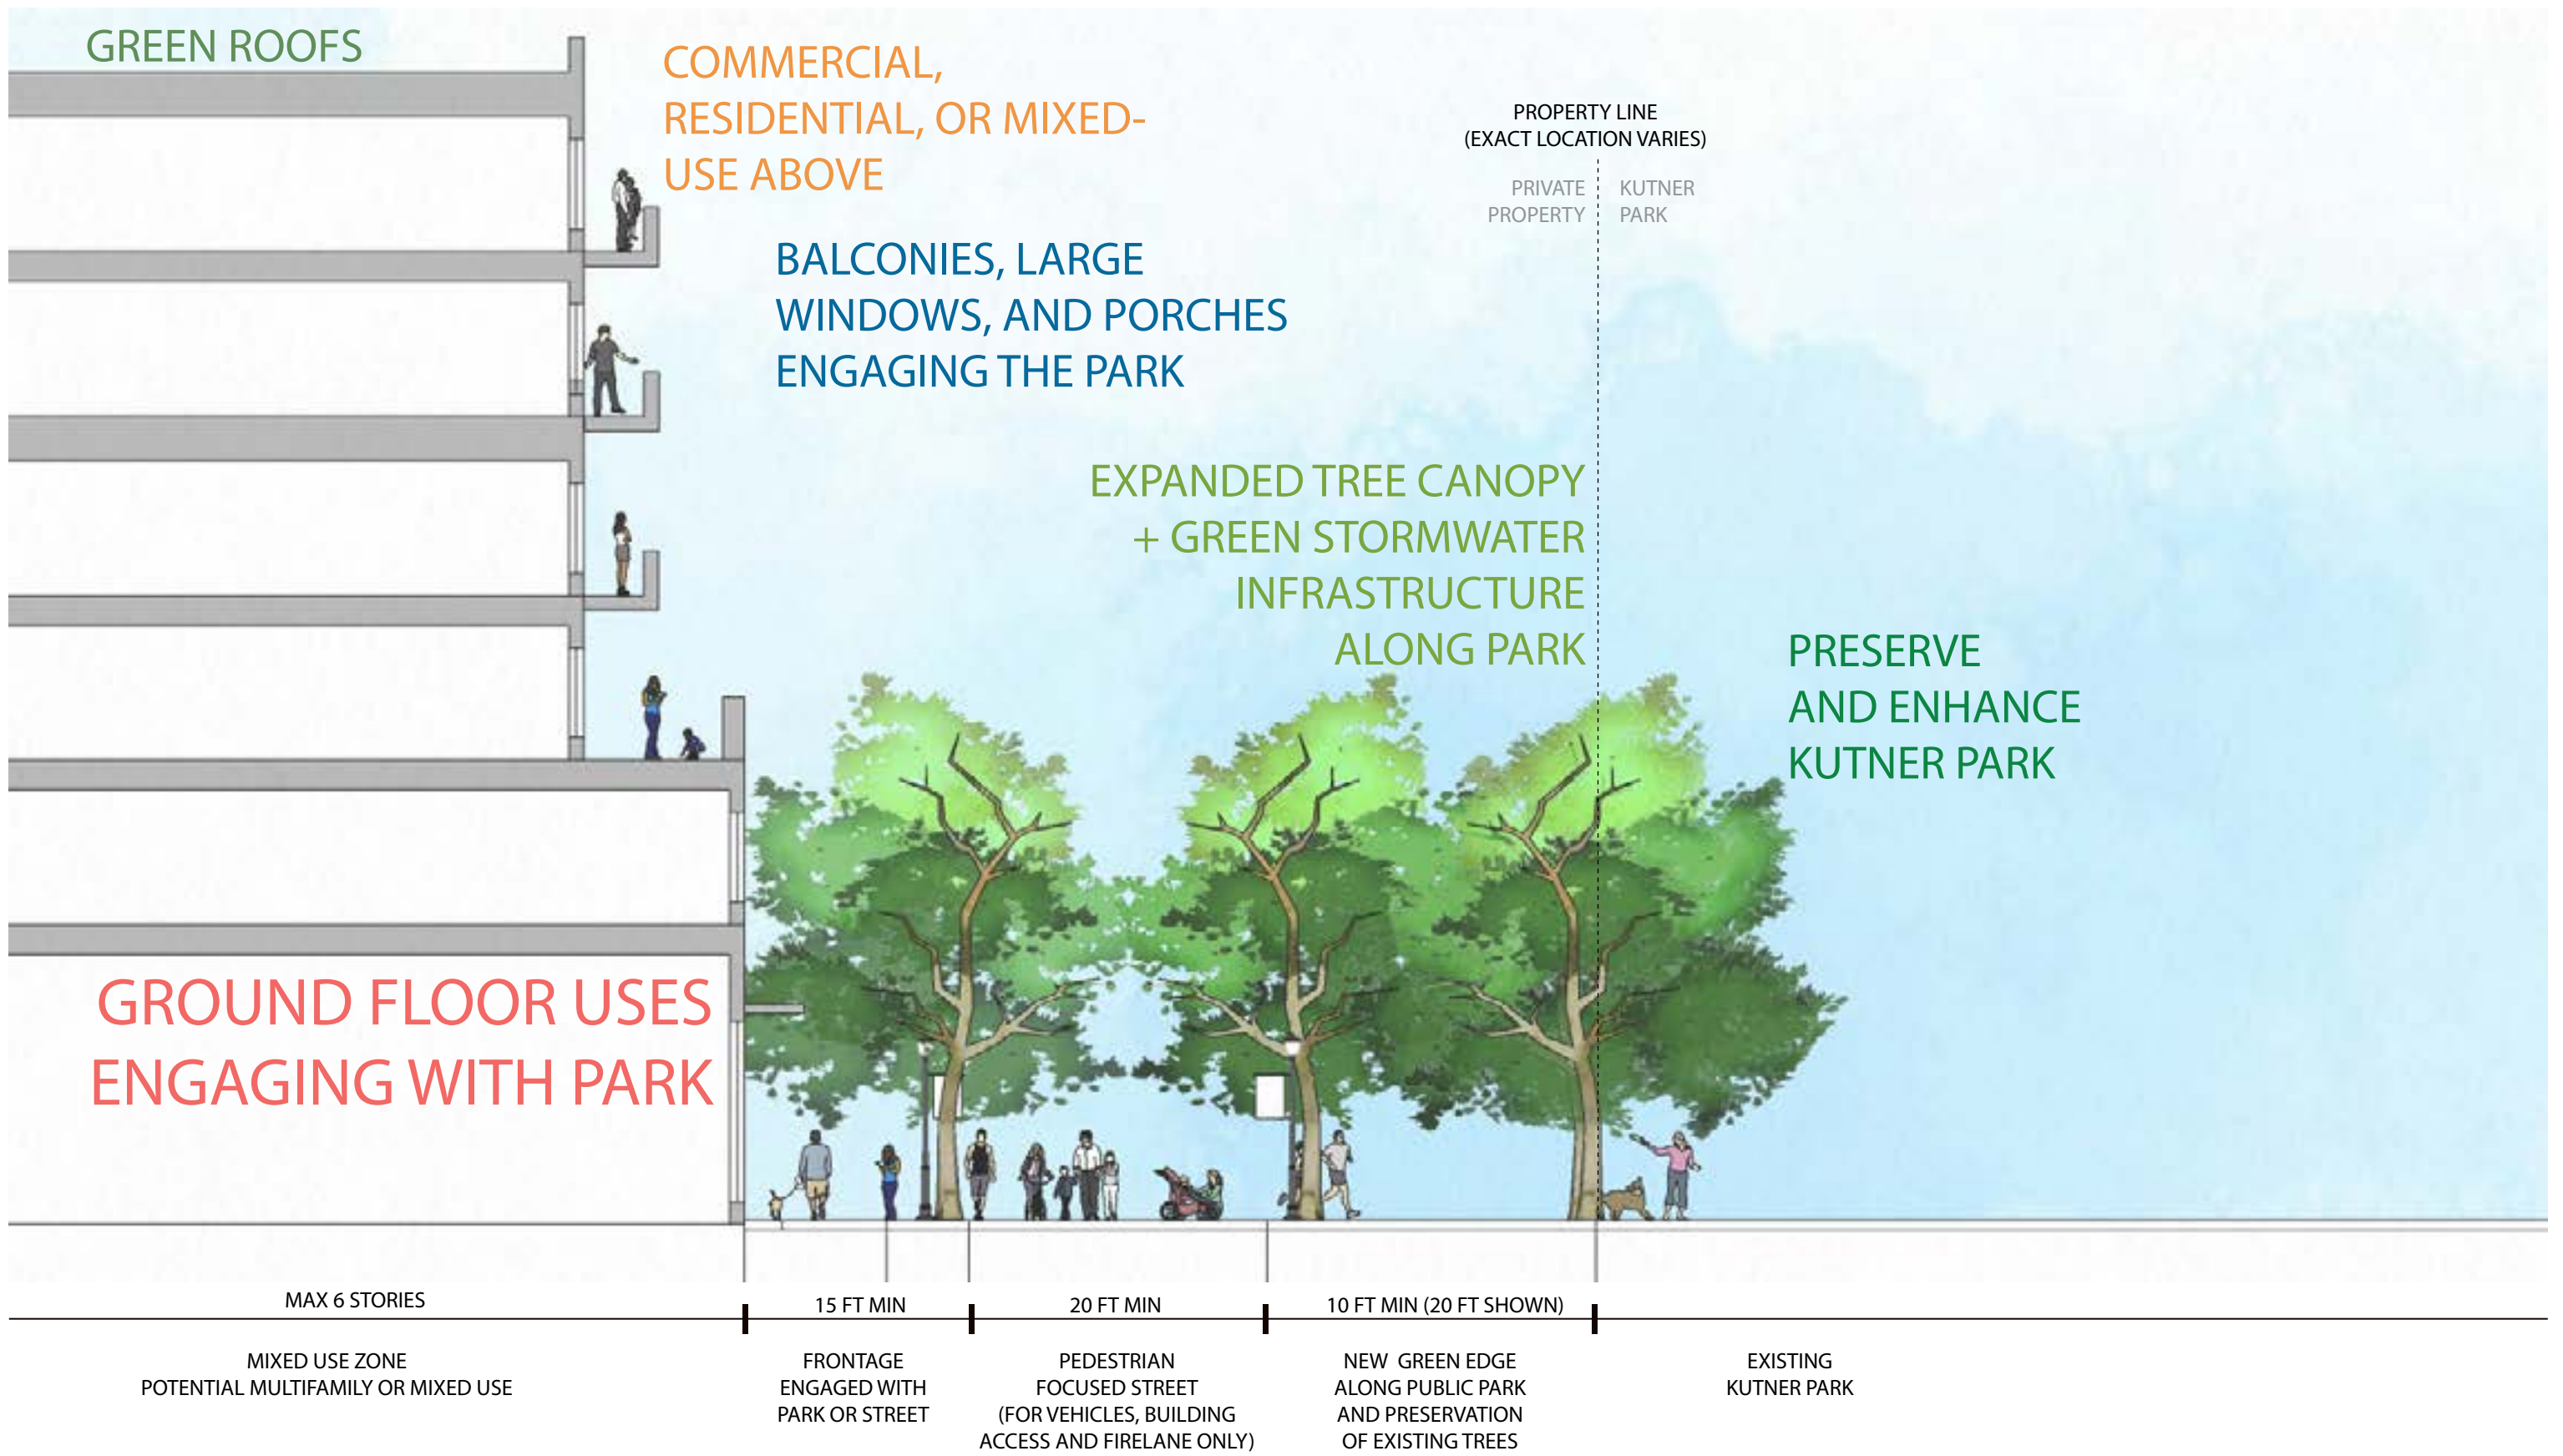 GREEN ROOFS
COMMERCIAL,
RESIDENTIAL, OR MIXED-
USE ABOVE
PROPERTY LINE
(EXACT LOCATION VARIES)
PRIVATE
PROPERTY
KUTNER
PARK
BALCONIES, LARGE
WINDOWS, AND PORCHES
ENGAGING THE PARK
EXPANDED TREE CANOPY
+ GREEN STORMWATER
INFRASTRUCTURE
ALONG PARK
PRESERVE
AND ENHANCE
KUTNER PARK
GROUND FLOOR USES
ENGAGING WITH PARK
MAX 6 STORIES
15 FT MIN
20 FT MIN
10 FT MIN (20 FT SHOWN)
MIXED USE ZONE
POTENTIAL MULTIFAMILY OR MIXED USE
FRONTAGE
ENGAGED WITH
PARK OR STREET
PEDESTRIAN
FOCUSED STREET
(FOR VEHICLES, BUILDING
ACCESS AND FIRELANE ONLY)
NEW GREEN EDGE
ALONG PUBLIC PARK
AND PRESERVATION
OF EXISTING TREES
EXISTING
KUTNER PARK